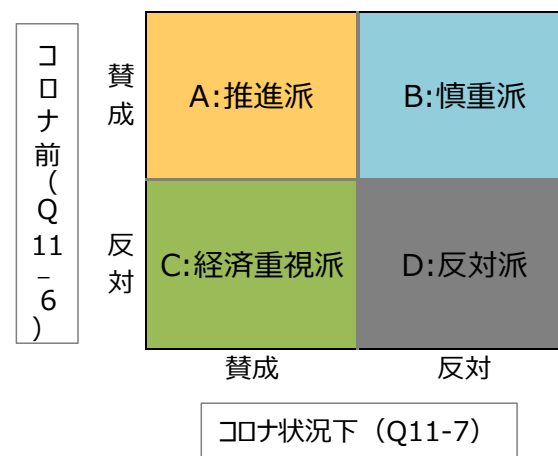 コロナ前(Q11-6)
賛成
A:推進派
B:慎重派
反対
C:経済重視派
D:反対派
賛成
反対
コロナ状況下（Q11-7）